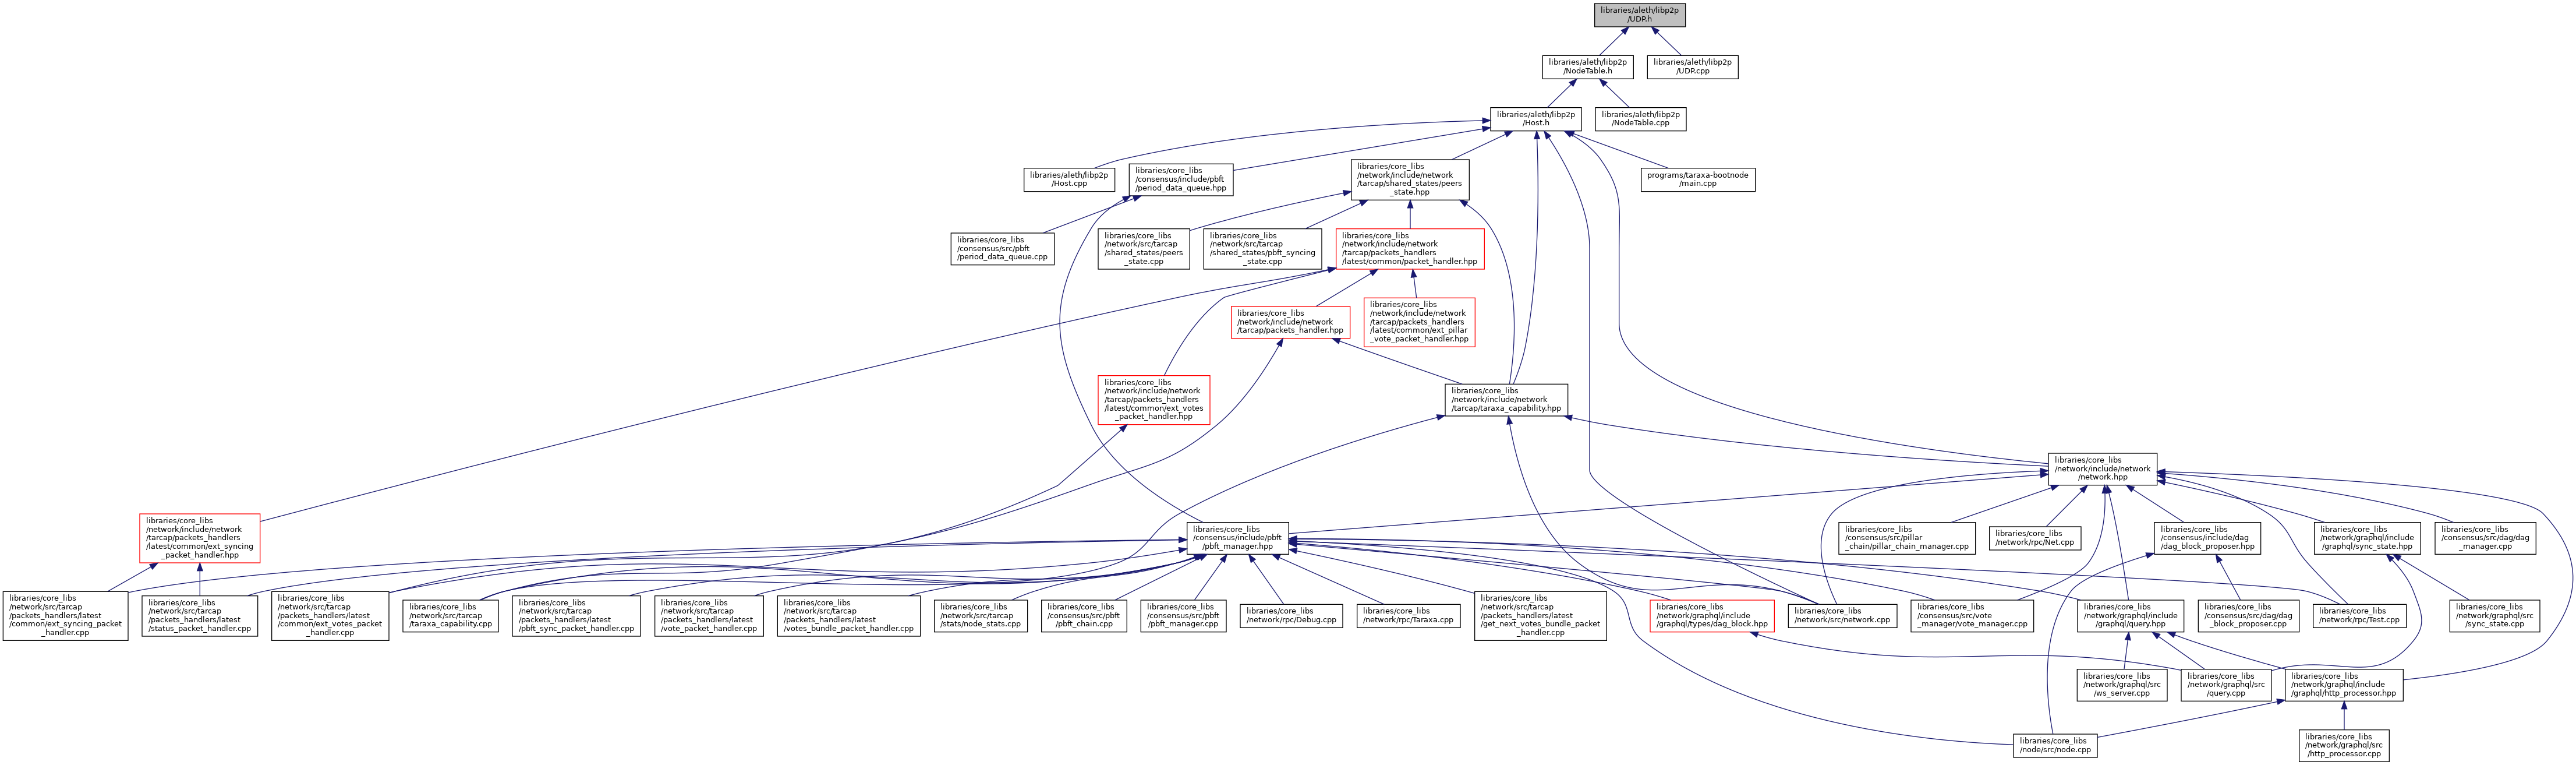 libraries/aleth/libp2p
/UDP.h
libraries/aleth/libp2p
/NodeTable.h
libraries/aleth/libp2p
/UDP.cpp
libraries/aleth/libp2p
/Host.h
libraries/aleth/libp2p
/NodeTable.cpp
libraries/aleth/libp2p
/Host.cpp
libraries/core_libs
/consensus/include/pbft
/period_data_queue.hpp
libraries/core_libs
/network/include/network
/tarcap/shared_states/peers
_state.hpp
programs/taraxa-bootnode
/main.cpp
libraries/core_libs
/consensus/src/pbft
/period_data_queue.cpp
libraries/core_libs
/network/src/tarcap
/shared_states/peers
_state.cpp
libraries/core_libs
/network/src/tarcap
/shared_states/pbft_syncing
_state.cpp
libraries/core_libs
/network/include/network
/tarcap/packets_handlers
/latest/common/packet_handler.hpp
libraries/core_libs
/network/include/network
/tarcap/packets_handler.hpp
libraries/core_libs
/network/include/network
/tarcap/packets_handlers
/latest/common/ext_pillar
_vote_packet_handler.hpp
libraries/core_libs
/network/include/network
/tarcap/packets_handlers
/latest/common/ext_votes
_packet_handler.hpp
libraries/core_libs
/network/include/network
/tarcap/taraxa_capability.hpp
libraries/core_libs
/network/include/network
/network.hpp
libraries/core_libs
/network/include/network
/tarcap/packets_handlers
/latest/common/ext_syncing
_packet_handler.hpp
libraries/core_libs
/consensus/include/pbft
/pbft_manager.hpp
libraries/core_libs
/consensus/src/pillar
_chain/pillar_chain_manager.cpp
libraries/core_libs
/network/rpc/Net.cpp
libraries/core_libs
/consensus/include/dag
/dag_block_proposer.hpp
libraries/core_libs
/network/graphql/include
/graphql/sync_state.hpp
libraries/core_libs
/consensus/src/dag/dag
_manager.cpp
libraries/core_libs
/network/src/tarcap
/packets_handlers/latest
/common/ext_syncing_packet
_handler.cpp
libraries/core_libs
/network/src/tarcap
/packets_handlers/latest
/status_packet_handler.cpp
libraries/core_libs
/network/src/tarcap
/packets_handlers/latest
/common/ext_votes_packet
_handler.cpp
libraries/core_libs
/network/src/tarcap
/taraxa_capability.cpp
libraries/core_libs
/network/src/tarcap
/packets_handlers/latest
/pbft_sync_packet_handler.cpp
libraries/core_libs
/network/src/tarcap
/packets_handlers/latest
/vote_packet_handler.cpp
libraries/core_libs
/network/src/tarcap
/packets_handlers/latest
/votes_bundle_packet_handler.cpp
libraries/core_libs
/network/src/tarcap
/stats/node_stats.cpp
libraries/core_libs
/consensus/src/pbft
/pbft_chain.cpp
libraries/core_libs
/consensus/src/pbft
/pbft_manager.cpp
libraries/core_libs
/network/rpc/Debug.cpp
libraries/core_libs
/network/rpc/Taraxa.cpp
libraries/core_libs
/network/src/tarcap
/packets_handlers/latest
/get_next_votes_bundle_packet
_handler.cpp
libraries/core_libs
/network/graphql/include
/graphql/types/dag_block.hpp
libraries/core_libs
/network/src/network.cpp
libraries/core_libs
/consensus/src/vote
_manager/vote_manager.cpp
libraries/core_libs
/network/graphql/include
/graphql/query.hpp
libraries/core_libs
/consensus/src/dag/dag
_block_proposer.cpp
libraries/core_libs
/network/rpc/Test.cpp
libraries/core_libs
/network/graphql/src
/sync_state.cpp
libraries/core_libs
/network/graphql/src
/ws_server.cpp
libraries/core_libs
/network/graphql/src
/query.cpp
libraries/core_libs
/network/graphql/include
/graphql/http_processor.hpp
libraries/core_libs
/node/src/node.cpp
libraries/core_libs
/network/graphql/src
/http_processor.cpp